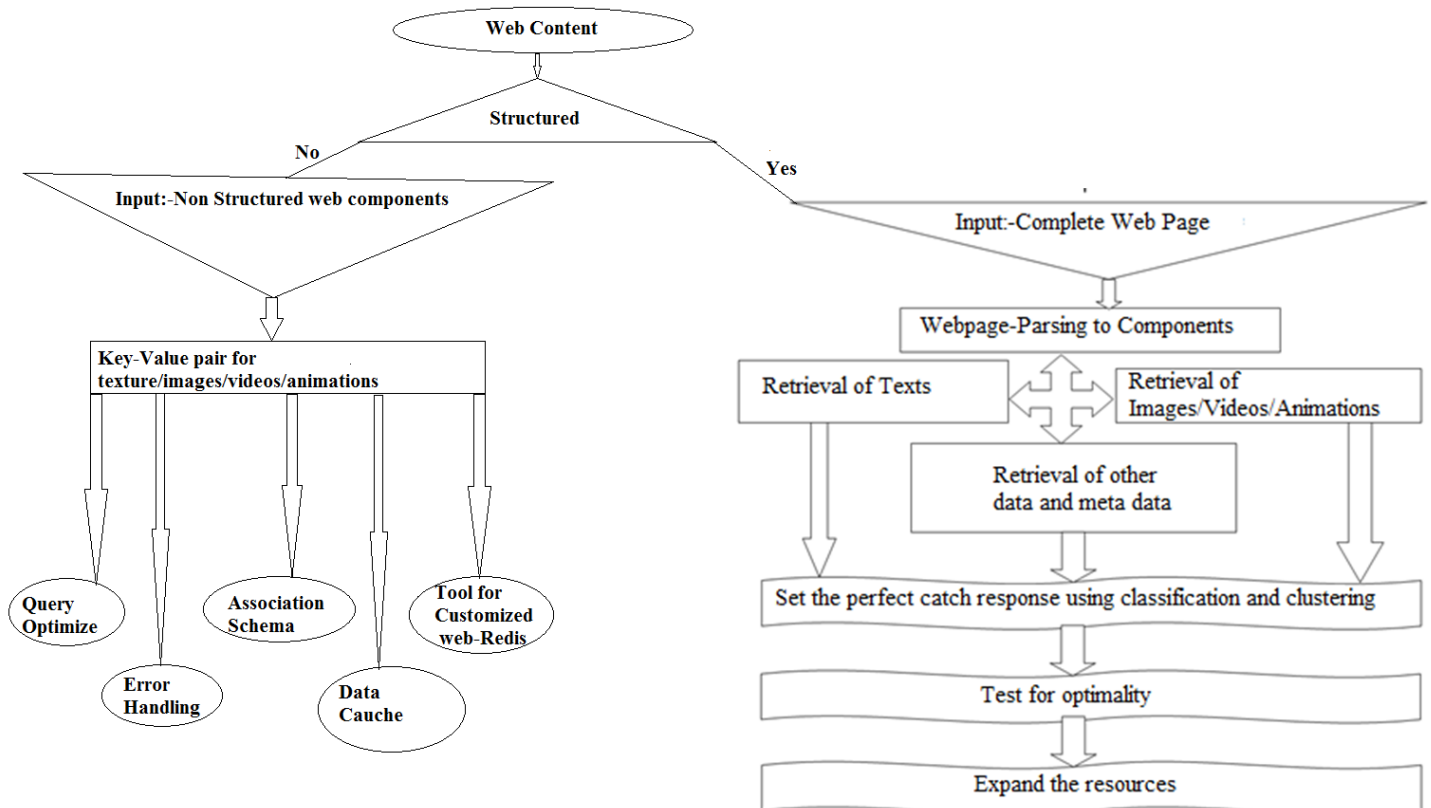 Web Content
Structured
No
Yes
Input:-Non Structured web components
Input:-Complete Web Page
Key-Value pair for
texture/images/videos/animations
Webpage-Parsing to Components
Retrieval of Texts
Retrieval of
Images/Videos/Animations
Retrieval of other
data and meta data
Query
Optimize
Error
Handling
Association
Schema
Data
Cauche
Tool for
Customized
web-Redis
Set the perfect catch response using classification and clustering
Test for optimality
Expand the resources